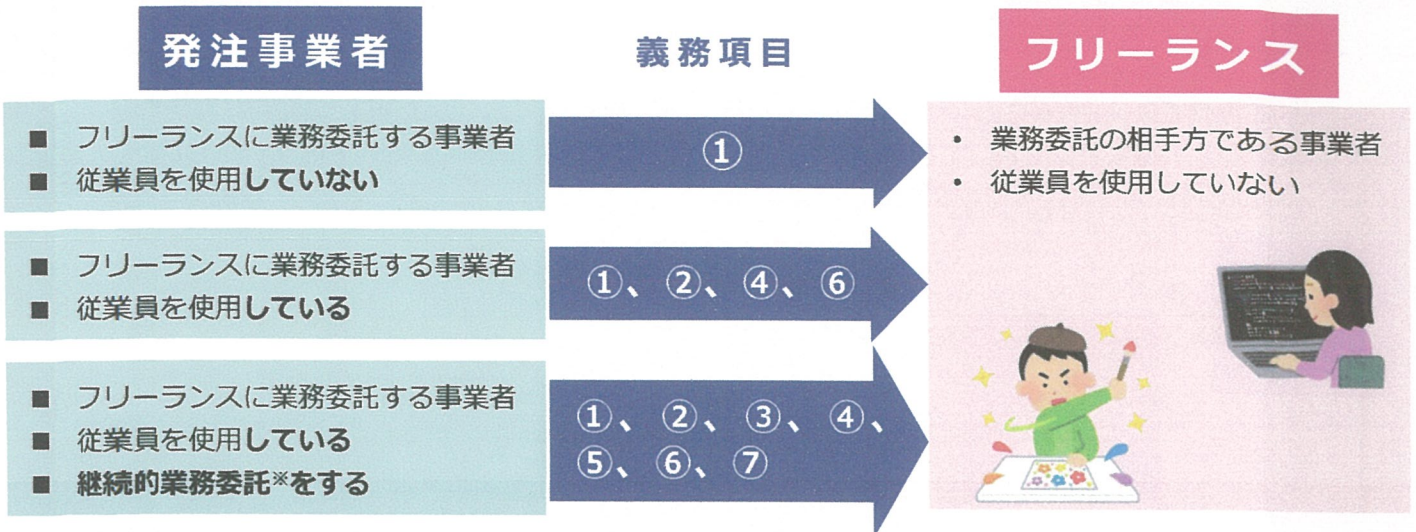 発注事業者
義務項目
フリーランス
■ フリーランスに業務委託する事業者
■ 従業員を使用していない
①
■ フリーランスに業務委託する事業者
■ 従業員を使用している
①、②、④、⑥
■ フリーランスに業務委託する事業者
■ 従業員を使用している
■ 継続的業務委託※をする
①、②、③、④、
⑤、⑥、⑦
• 業務委託の相手方である事業者
• 従業員を使用していない